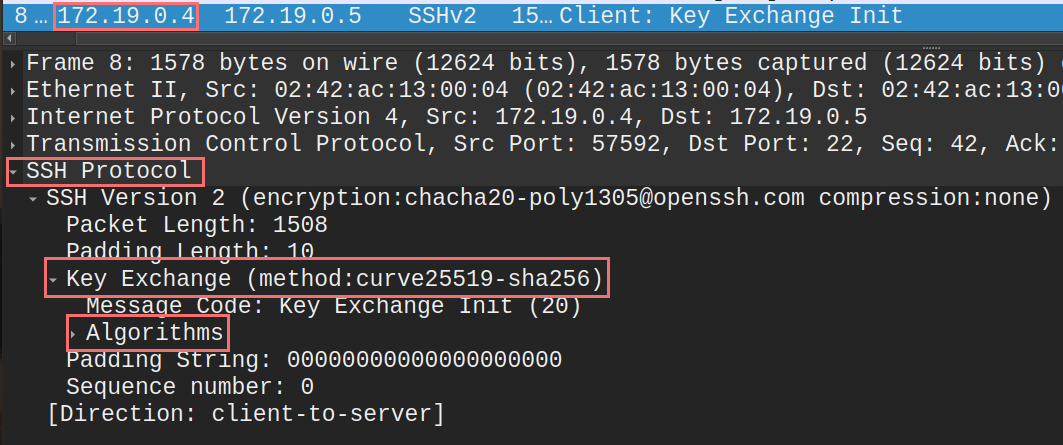 8 … 172.19.0.4 172.19.0.5 SSHv2 15… Client: Key Exchange Init
Frame 8: 1578 bytes on wire (12624 bits), 1578 bytes captured (12624 bits)
Ethernet II, Src: 02:42:ac:13:00:04 (02:42:ac:13:00:04), Dst: 02:42:ac:13:00
Internet Protocol Version 4, Src: 172.19.0.4, Dst: 172.19.0.5
Transmission Control Protocol, Src Port: 57592, Dst Port: 22, Seq: 42, Ack:
SSH Protocol
SSH Version 2 (encryption:chacha20-poly1305@openssh.com compression:none)
Packet Length: 1508
Padding Length: 10
Key Exchange (method:curve25519-sha256)
Message Code: Key Exchange Init (20)
Algorithms
Padding String: 00000000000000000000
Sequence number: 0
[Direction: client-to-server]